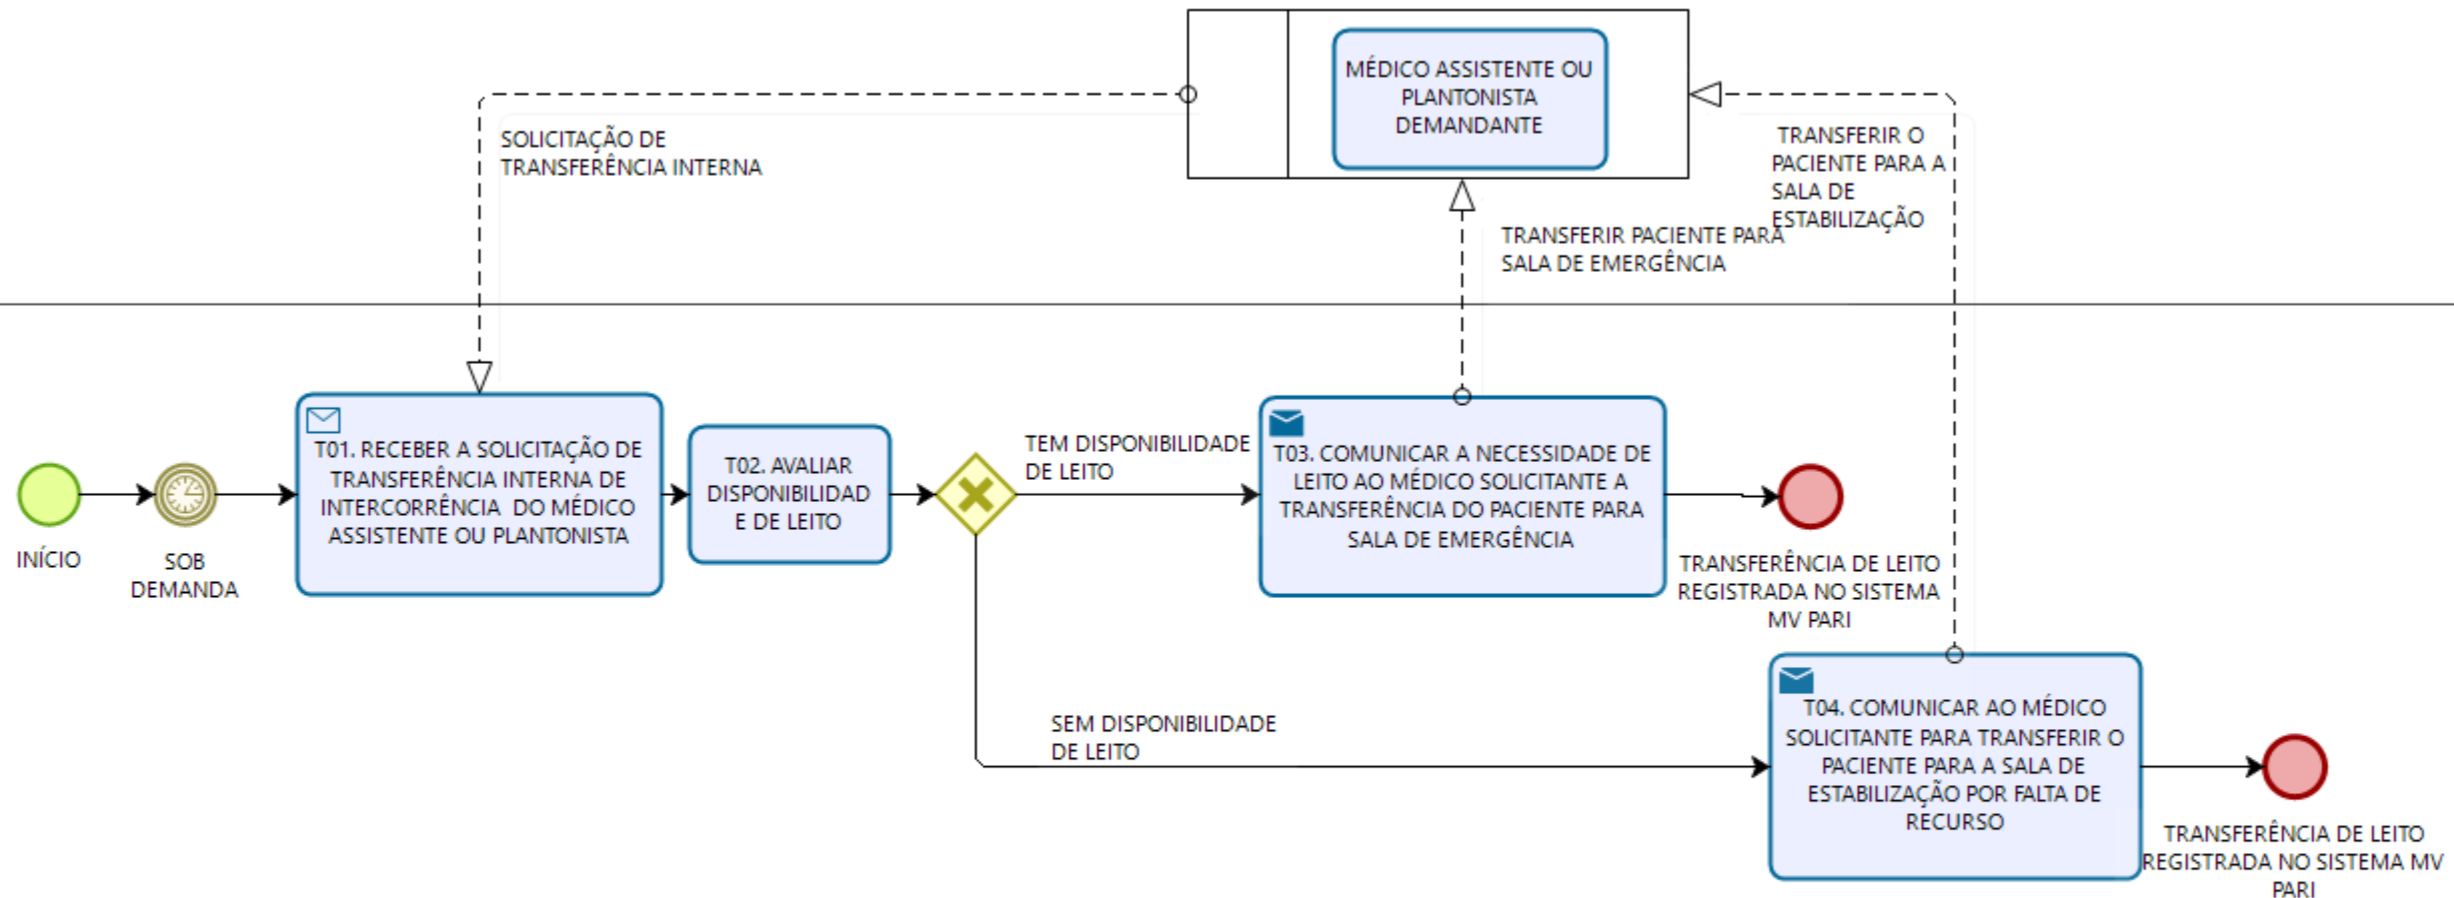 MÉDICO ASSISTENTE OU
PLANTONISTA
DEMANDANTE
SOLICITAÇÃO DE
TRANSFERÊNCIA INTERNA
TRANSFERIR O
PACIENTE PARA A
SALA DE
ESTABILIZAÇÃO
TRANSFERIR PACIENTE PARA
SALA DE EMERGÊNCIA
INÍCIO
SOB
DEMANDA
T01. RECEBER A SOLICITAÇÃO DE
TRANSFERÊNCIA INTERNA DE
INTERCORRÊNCIA DO MÉDICO
ASSISTENTE OU PLANTONISTA
T02. AVALIAR
DISPONIBILIDAD
E DE LEITO
TEM DISPONIBILIDADE
DE LEITO
T03. COMUNICAR A NECESSIDADE DE
LEITO AO MÉDICO SOLICITANTE A
TRANSFERÊNCIA DO PACIENTE PARA
SALA DE EMERGÊNCIA
TRANSFERÊNCIA DE LEITO
REGISTRADA NO SISTEMA
MV PARI
SEM DISPONIBILIDADE
DE LEITO
T04. COMUNICAR AO MÉDICO
SOLICITANTE PARA TRANSFERIR O
PACIENTE PARA A SALA DE
ESTABILIZAÇÃO POR FALTA DE
RECURSO
TRANSFERÊNCIA DE LEITO
REGISTRADA NO SISTEMA MV
PARI